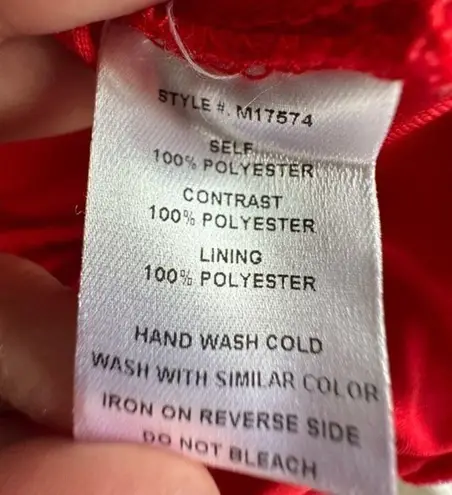 STYLE #. M17574
SELF
100% POLYESTER
CONTRAST
100% POLYESTER
LINING
100% POLYESTER
HAND WASH COLD
WASH WITH SIMILAR COLOR
IRON ON REVERSE SIDE
DO NOT BLEACH